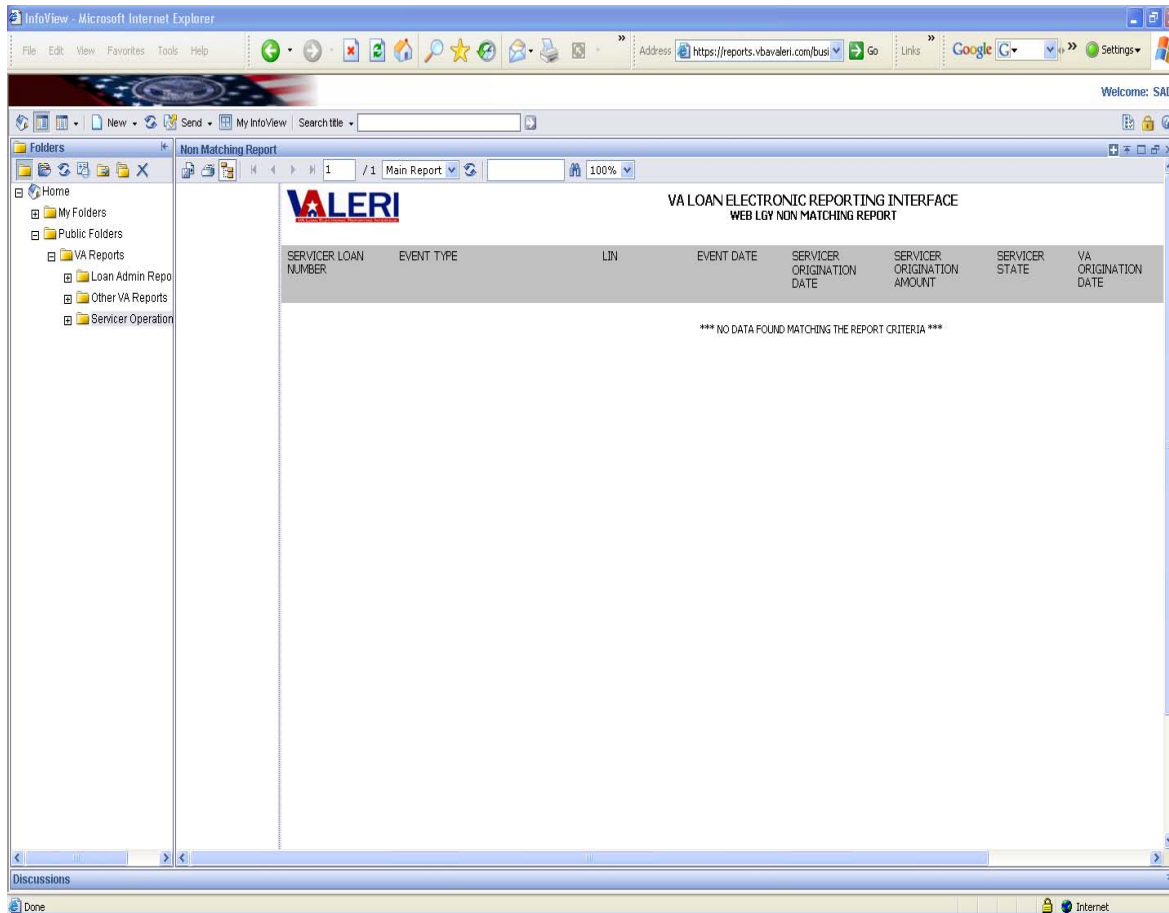 InfoView - Microsoft Internet Explorer
File Edit View Favorites Tools Help » Address https://reports.vbavaleri.com/busi Go Links » Google G » Settings
Welcome: SAD
New Send My InfoView Search title
Folders
Non Matching Report
1 / 1 Main Report 100%
Home
My Folders
Public Folders
VA Reports
Loan Admin Repo
Other VA Reports
Servicer Operation
VALERI
VA LOAN ELECTRONIC REPORTING INTERFACE
WEB LGY NON MATCHING REPORT
SERVICER LOAN NUMBER EVENT TYPE LIN EVENT DATE SERVICER ORIGINATION DATE SERVICER ORIGINATION AMOUNT SERVICER STATE VA ORIGINATION DATE
*** NO DATA FOUND MATCHING THE REPORT CRITERIA ***
Discussions
Done Internet